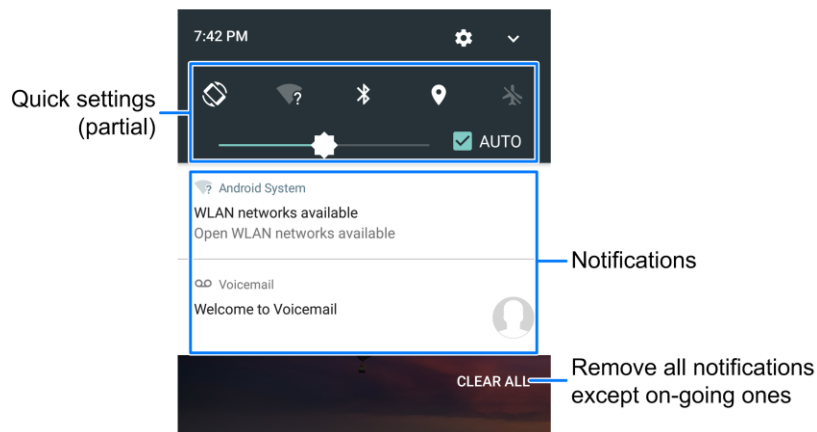 7:42 PM
Quick settings
(partial)
?
AUTO
? Android System
WLAN networks available
Open WLAN networks available
Notifications
Voicemail
Welcome to Voicemail
CLEAR ALL
Remove all notifications
except on-going ones